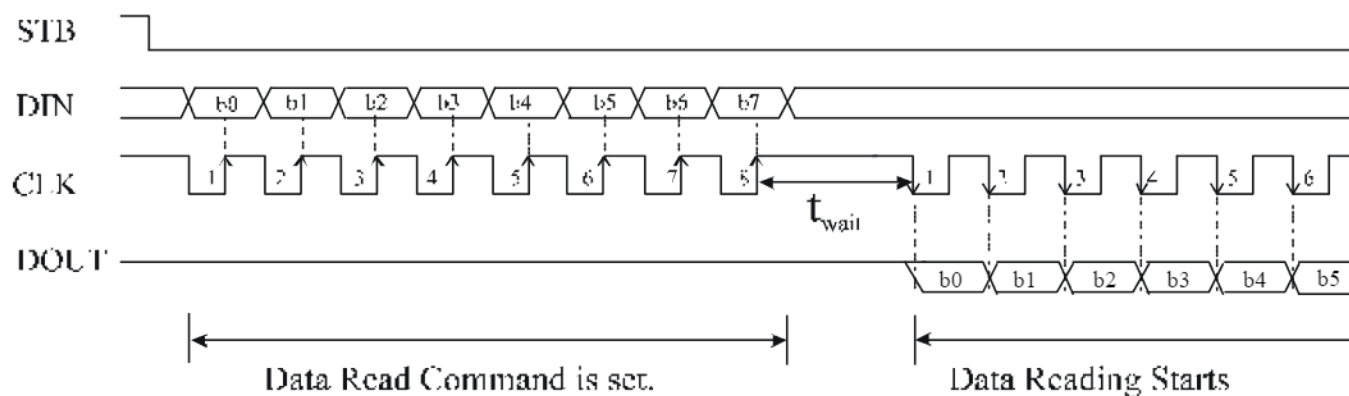 STB
DIN b0 b1 b2 b3 b4 b5 b6 b7
CLK 1 2 3 4 5 6 7 8 1 2 3 4 5 6
twait
DOUT b0 b1 b2 b3 b4 b5
Data Read Command is set. Data Reading Starts